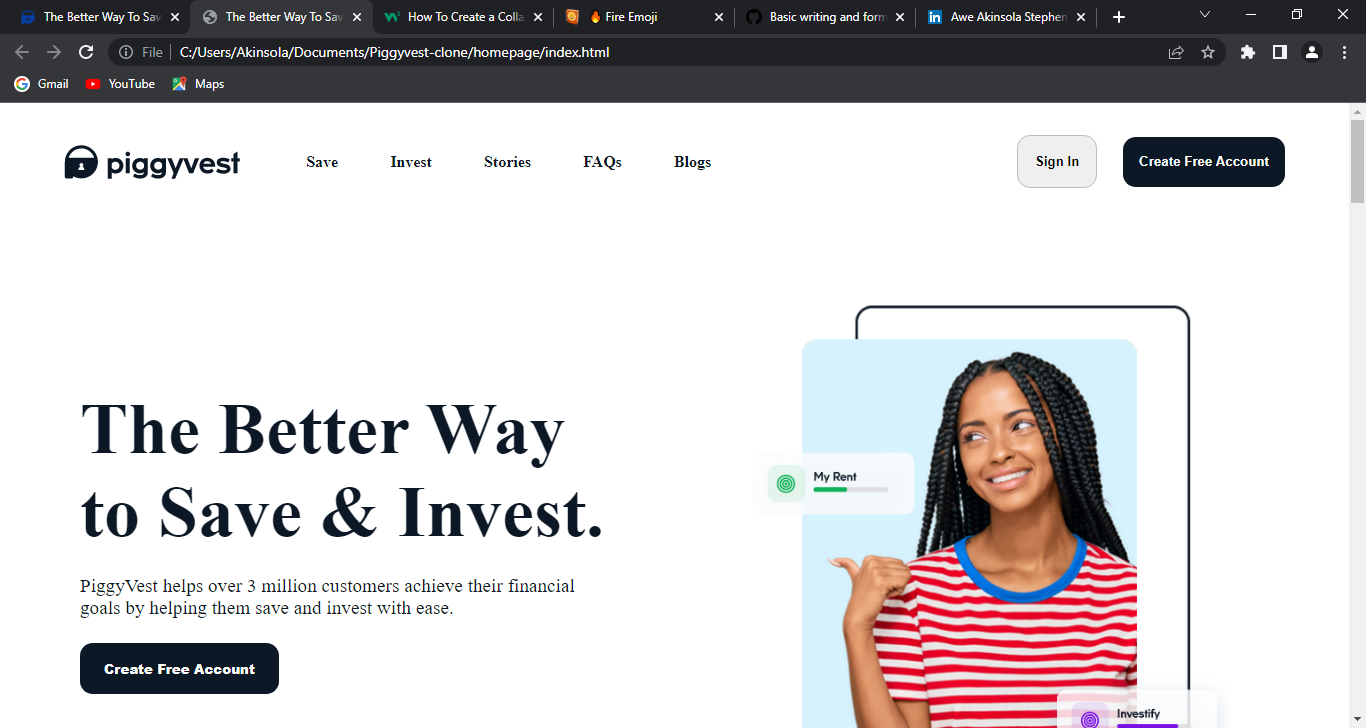 The Better Way To Sav
The Better Way To Sav
How To Create a Colla
🔥 Fire Emoji
Basic writing and form
Awe Akinsola Stephen
File
C:/Users/Akinsola/Documents/Piggyvest-clone/homepage/index.html
Gmail
YouTube
Maps
piggyvest
Save
Invest
Stories
FAQs
Blogs
Sign In
Create Free Account
The Better Way
to Save & Invest.
PiggyVest helps over 3 million customers achieve their financial
goals by helping them save and invest with ease.
Create Free Account
My Rent
Investify